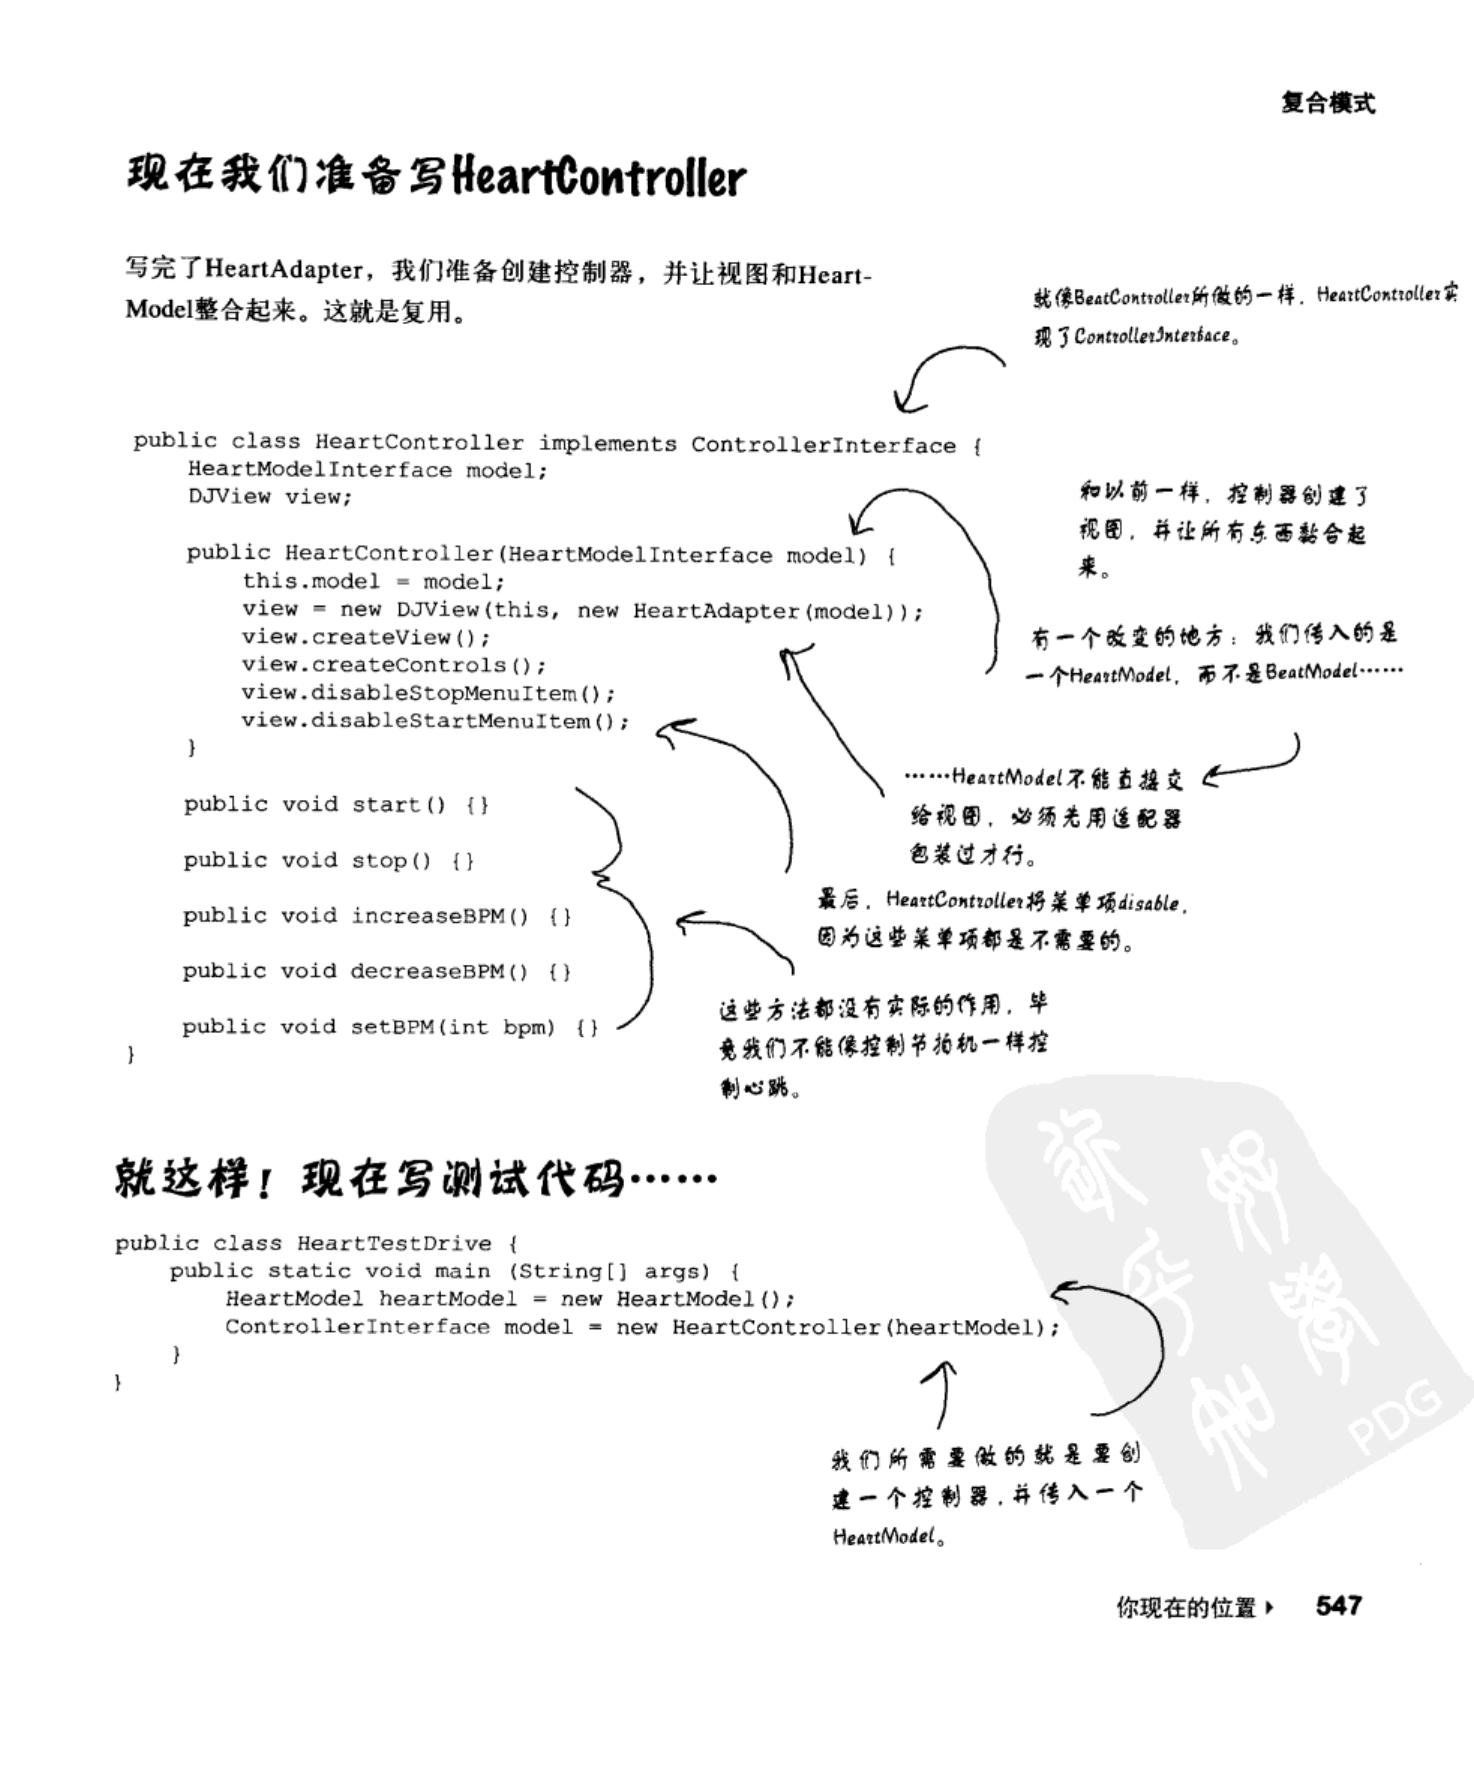 复合模式
现在我们准备写HeartController
写完了HeartAdapter，我们准备创建控制器，并让视图和Heart-
Model整合起来。这就是复用。
就像BeatController所做的一样，HeartController实
现了ControllerInterface。
public class HeartController implements ControllerInterface {
HeartModelInterface model;
DJView view;
和以前一样，控制器创建了
视图，并让所有东西黏合起
来。
public HeartController(HeartModelInterface model) {
this.model = model;
view = new DJView(this, new HeartAdapter(model));
view.createView();
view.createControls();
view.disableStopMenuItem();
view.disableStartMenuItem();
}
有一个改变的地方：我们传入的是
一个HeartModel，而不是BeatModel……
……HeartModel不能直接交
给视图，必须先用适配器
包装过才行。
最后，HeartController将菜单项disable，
因为这些菜单项都是不需要的。
public void start() {}
public void stop() {}
public void increaseBPM() {}
public void decreaseBPM() {}
public void setBPM(int bpm) {}
}
这些方法都没有实际的作用，毕
竟我们不能像控制节拍机一样控
制心跳。
就这样！现在写测试代码……
public class HeartTestDrive {
public static void main (String[] args) {
HeartModel heartModel = new HeartModel();
ControllerInterface model = new HeartController(heartModel);
}
}
我们所需要做的就是要创
建一个控制器，并传入一个
HeartModel。
PDG
你现在的位置 547